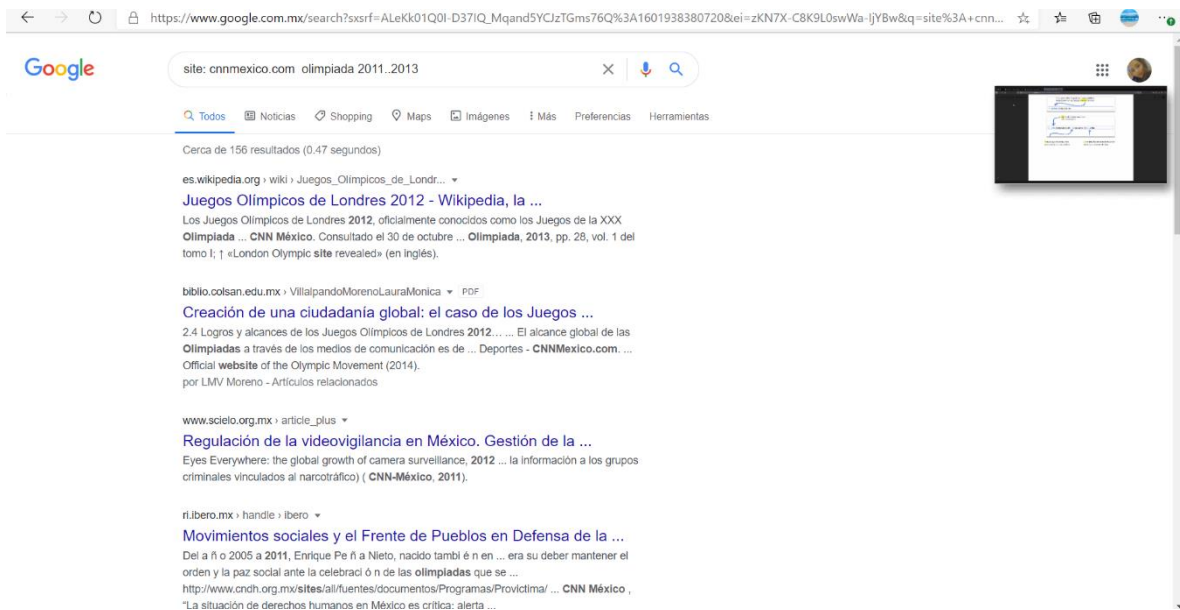 https://www.google.com.mx/search?sxsrf=ALeKk01Q0I-D37IQ_Mqand5YCJzTGms76Q%3A1601938380720&ei=zKN7X-C8K9L0swWa-IjYBw&q=site%3A+cnn...
Google
site: cnnmexico.com olimpiada 2011..2013
Todos Noticias Shopping Maps Imágenes Más Preferencias Herramientas
Cerca de 156 resultados (0.47 segundos)
es.wikipedia.org › wiki › Juegos_Olímpicos_de_Londr...
Juegos Olímpicos de Londres 2012 - Wikipedia, la ...
Los Juegos Olímpicos de Londres 2012, oficialmente conocidos como los Juegos de la XXX
Olimpiada ... CNN México. Consultado el 30 de octubre ... Olimpiada, 2013, pp. 28, vol. 1 del
tomo I; ↑ «London Olympic site revealed» (en inglés).
biblio.colsan.edu.mx › VillalpandoMorenoLauraMonica PDF
Creación de una ciudadanía global: el caso de los Juegos ...
2.4 Logros y alcances de los Juegos Olímpicos de Londres 2012… ... El alcance global de las
Olimpiadas a través de los medios de comunicación es de ... Deportes - CNNMexico.com. ...
Official website of the Olympic Movement (2014).
por LMV Moreno - Artículos relacionados
www.scielo.org.mx › article_plus
Regulación de la videovigilancia en México. Gestión de la ...
Eyes Everywhere: the global growth of camera surveillance, 2012 ... la información a los grupos
criminales vinculados al narcotráfico) ( CNN-México, 2011).
ri.ibero.mx › handle › ibero
Movimientos sociales y el Frente de Pueblos en Defensa de la ...
Del a ñ o 2005 a 2011, Enrique Pe ñ a Nieto, nacido tambi é n en ... era su deber mantener el
orden y la paz social ante la celebraci ó n de las olimpiadas que se ...
http://www.cndh.org.mx/sites/all/fuentes/documentos/Programas/Provictima/ ... CNN México ,
"La situación de derechos humanos en México es crítica: alerta ...